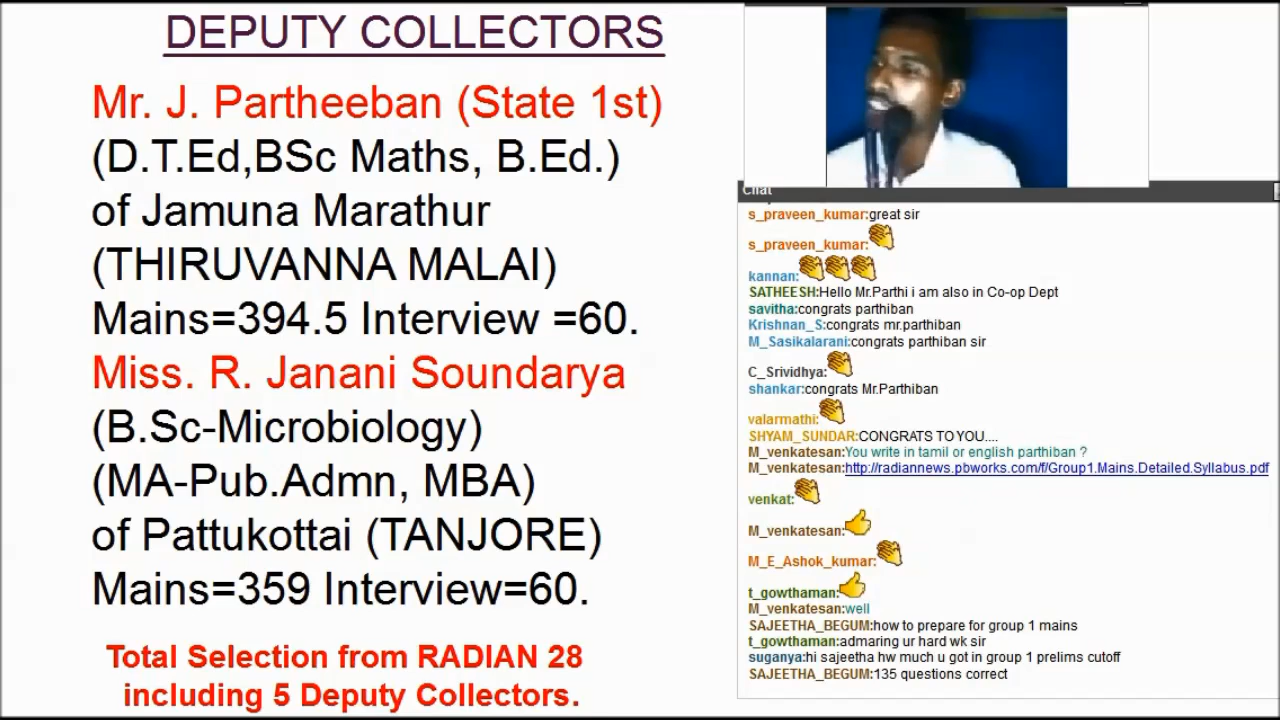 DEPUTY COLLECTORS
Mr. J. Partheeban (State 1st)
(D.T.Ed,BSc Maths, B.Ed.)
of Jamuna Marathur
(THIRUVANNA MALAI)
Mains=394.5 Interview =60.
Miss. R. Janani Soundarya
(B.Sc-Microbiology)
(MA-Pub.Admn, MBA)
of Pattukottai (TANJORE)
Mains=359 Interview=60.
Total Selection from RADIAN 28
including 5 Deputy Collectors.
Chat
s_praveen_kumar:great sir
s_praveen_kumar:
kannan:
SATHEESH:Hello Mr.Parthi i am also in Co-op Dept
savitha:congrats parthiban
Krishnan_S:congrats mr.parthiban
M_Sasikalarani:congrats parthiban sir
C_Srividhya:
shankar:congrats Mr.Parthiban
valarmathi:
SHYAM_SUNDAR:CONGRATS TO YOU....
M_venkatesan:You write in tamil or english parthiban ?
M_venkatesan:http://radiannews.pbworks.com/f/Group1.Mains.Detailed.Syllabus.pdf
venkat:
M_venkatesan:
M_E_Ashok_kumar:
t_gowthaman:
M_venkatesan:well
SAJEETHA_BEGUM:how to prepare for group 1 mains
t_gowthaman:admaring ur hard wk sir
suganya:hi sajeetha hw much u got in group 1 prelims cutoff
SAJEETHA_BEGUM:135 questions correct